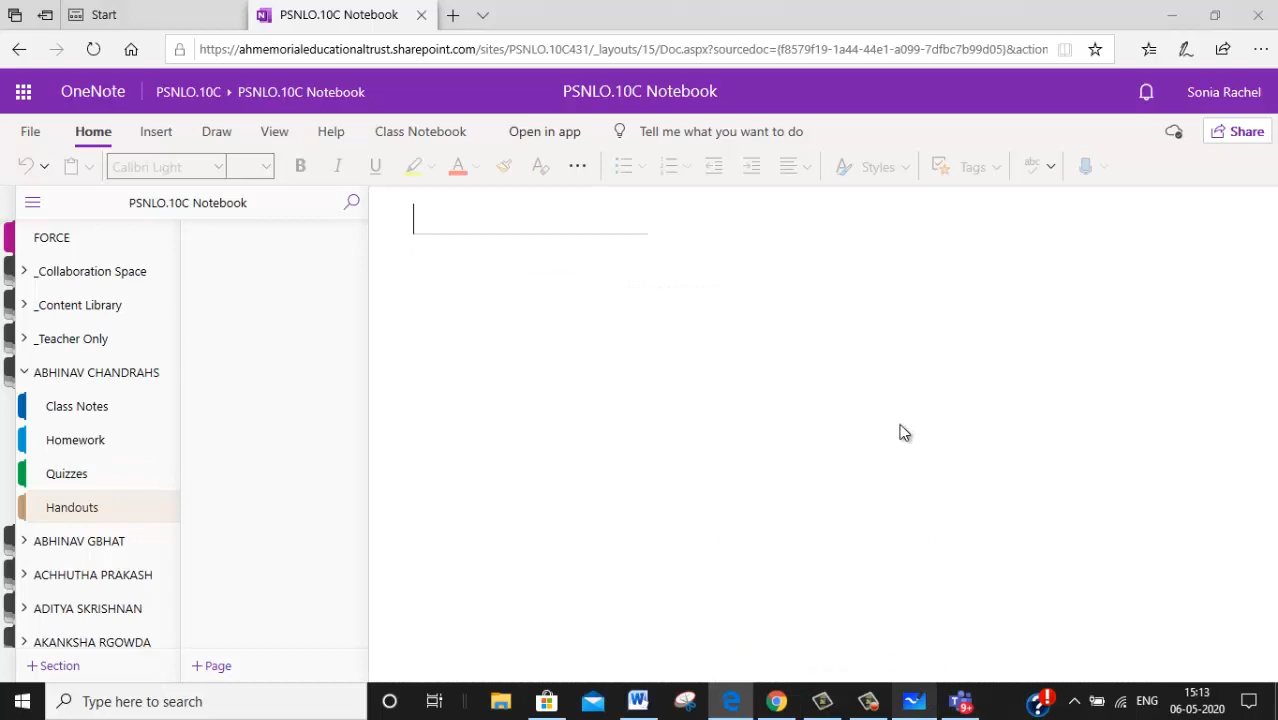 Start
PSNLO.10C Notebook
https://ahmemorialeducationaltrust.sharepoint.com/sites/PSNLO.10C431/_layouts/15/Doc.aspx?sourcedoc={f8579f19-1a44-44e1-a099-7dfbc7b99d05}&action
OneNote
PSNLO.10C ▸ PSNLO.10C Notebook
PSNLO.10C Notebook
Sonia Rachel
File Home Insert Draw View Help Class Notebook Open in app Tell me what you want to do Share
Calibri Light B I U A Styles Tags abc
PSNLO.10C Notebook
FORCE
_Collaboration Space
_Content Library
_Teacher Only
ABHINAV CHANDRAHS
Class Notes
Homework
Quizzes
Handouts
ABHINAV GBHAT
ACHHUTHA PRAKASH
ADITYA SKRISHNAN
AKANKSHA RGOWDA
+ Section
+ Page
Type here to search
9+
ENG
15:13
06-05-2020